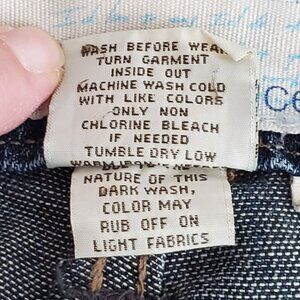 WASH BEFORE WEAR
TURN GARMENT
INSIDE OUT
MACHINE WASH COLD
WITH LIKE COLORS
ONLY NON
CHLORINE BLEACH
IF NEEDED
TUMBLE DRY LOW
NATURE OF THIS
DARK WASH,
COLOR MAY
RUB OFF ON
LIGHT FABRICS